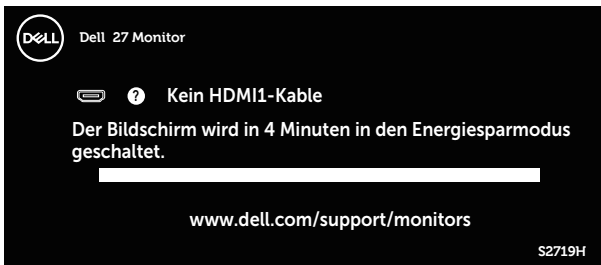 DELL Dell 27 Monitor
? Kein HDMI1-Kable
Der Bildschirm wird in 4 Minuten in den Energiesparmodus
geschaltet.
www.dell.com/support/monitors
S2719H